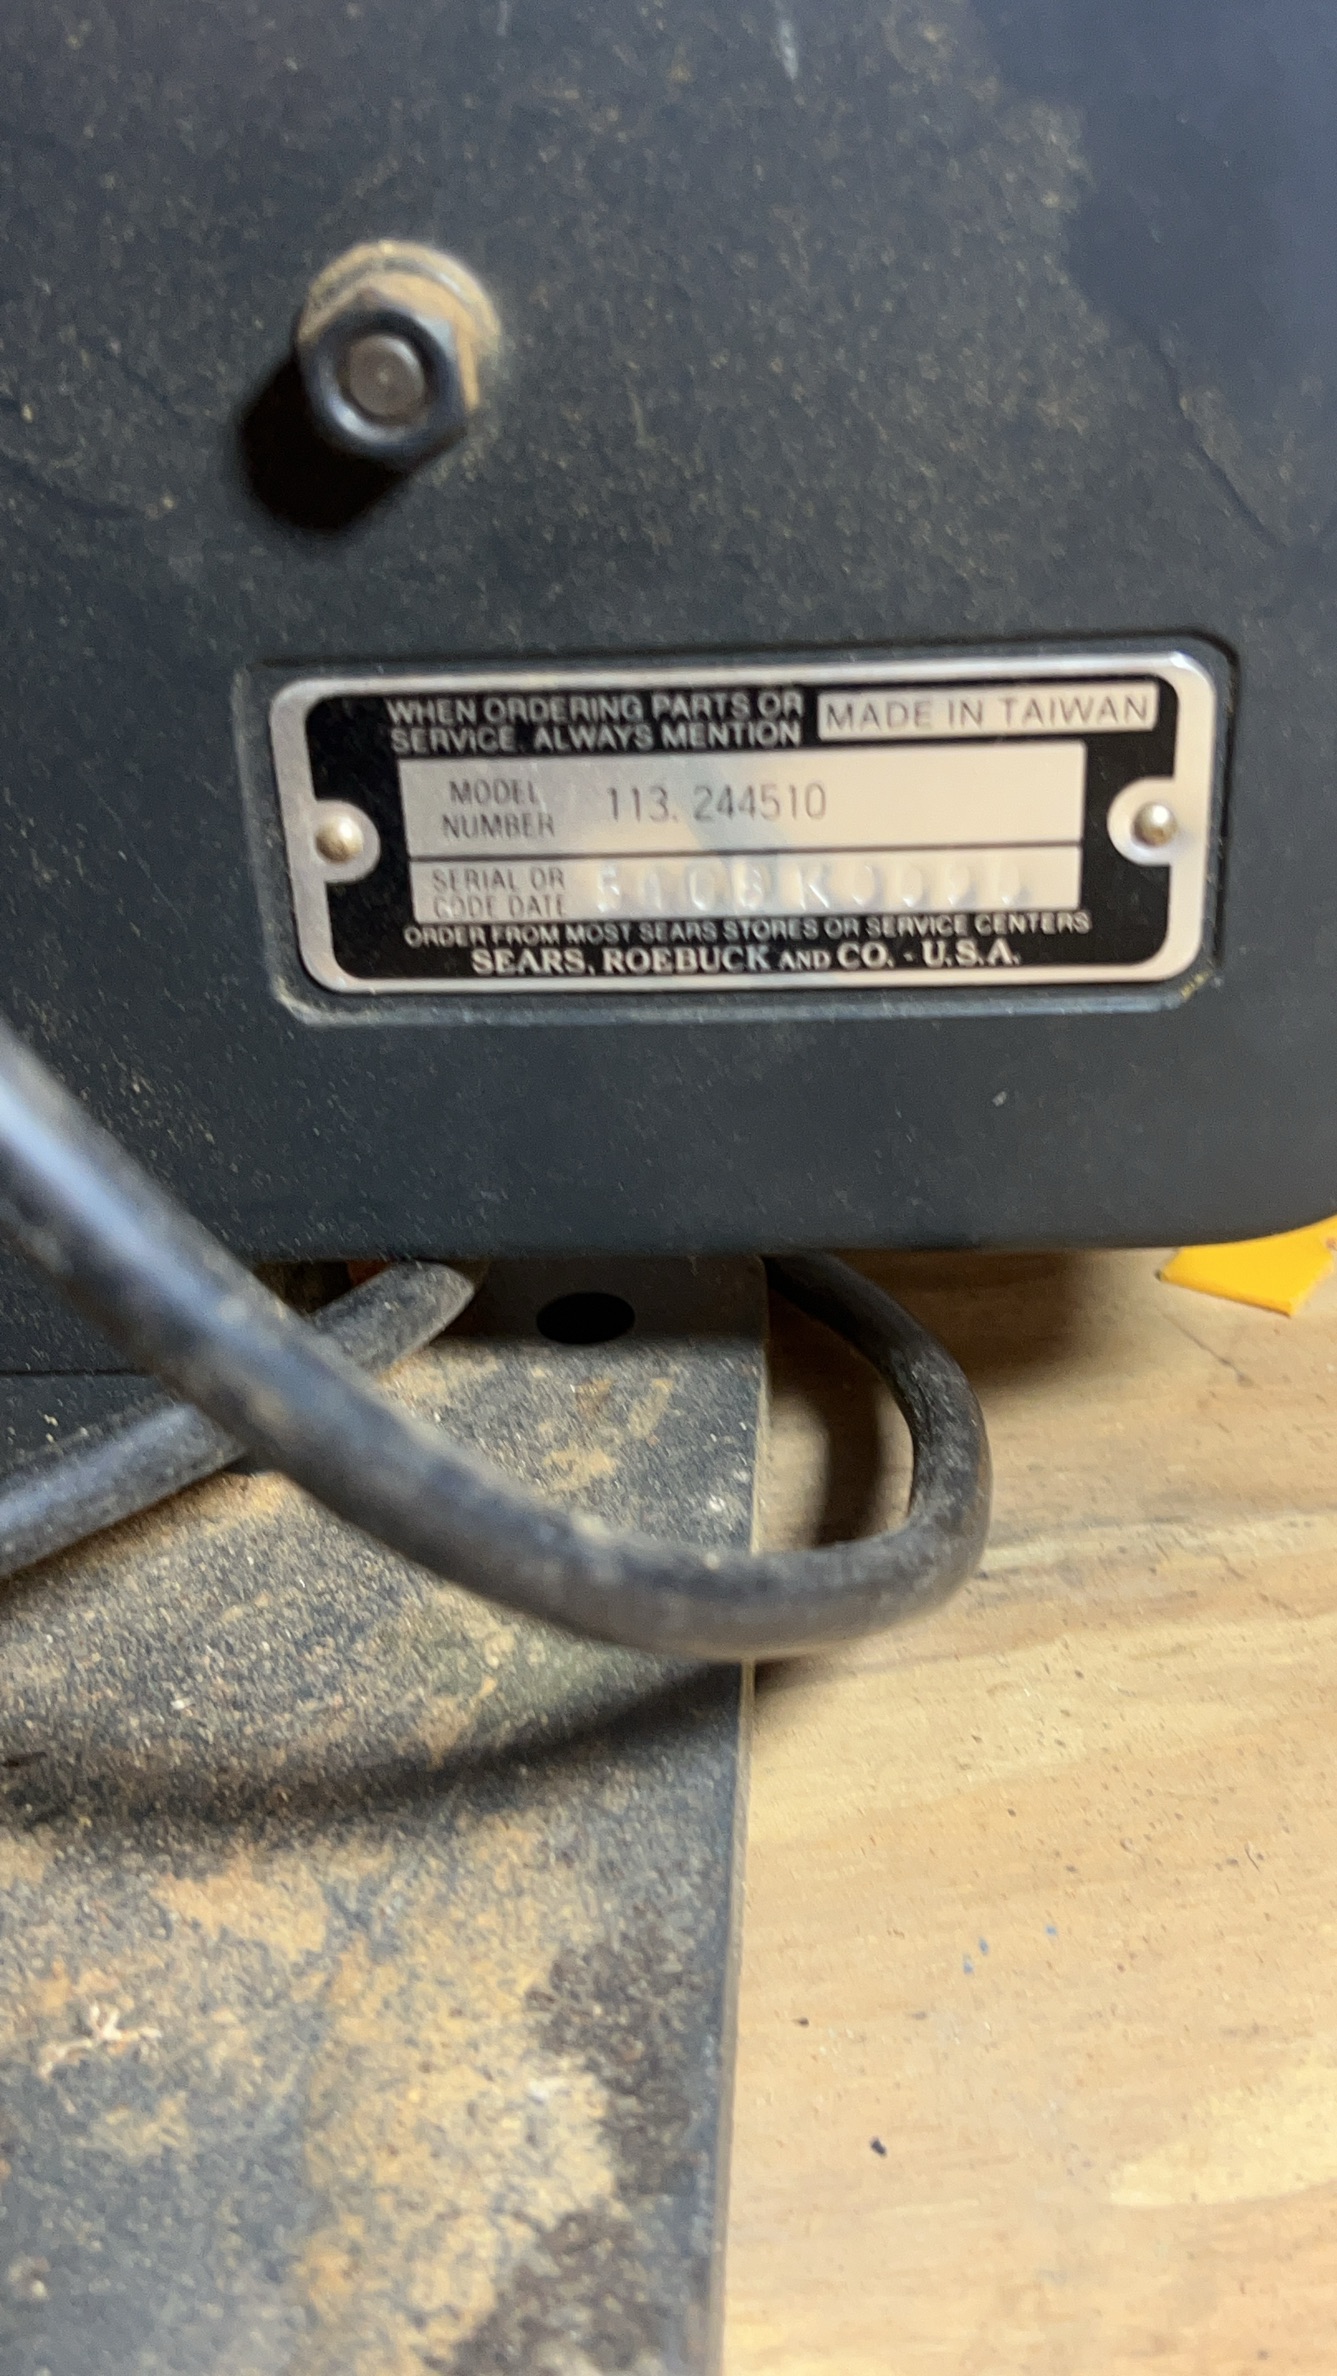 WHEN ORDERING PARTS OR
SERVICE, ALWAYS MENTION
MADE IN TAIWAN
MODEL NUMBER 113.244510
SERIAL OR CODE DATE
ORDER FROM MOST SEARS STORES OR SERVICE CENTERS
SEARS, ROEBUCK AND CO. - U.S.A.